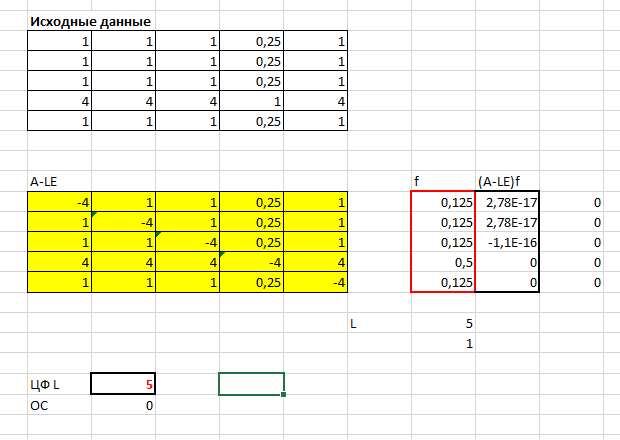 Исходные данные
1 1 1 0,25 1
1 1 1 0,25 1
1 1 1 0,25 1
4 4 4 1 4
1 1 1 0,25 1
A-LE f (A-LE)f
-4 1 1 0,25 1 0,125 2,78E-17 0
1 -4 1 0,25 1 0,125 2,78E-17 0
1 1 -4 0,25 1 0,125 -1,1E-16 0
4 4 4 -4 4 0,5 0 0
1 1 1 0,25 -4 0,125 0 0
L 5
1
ЦФ L 5
ОС 0